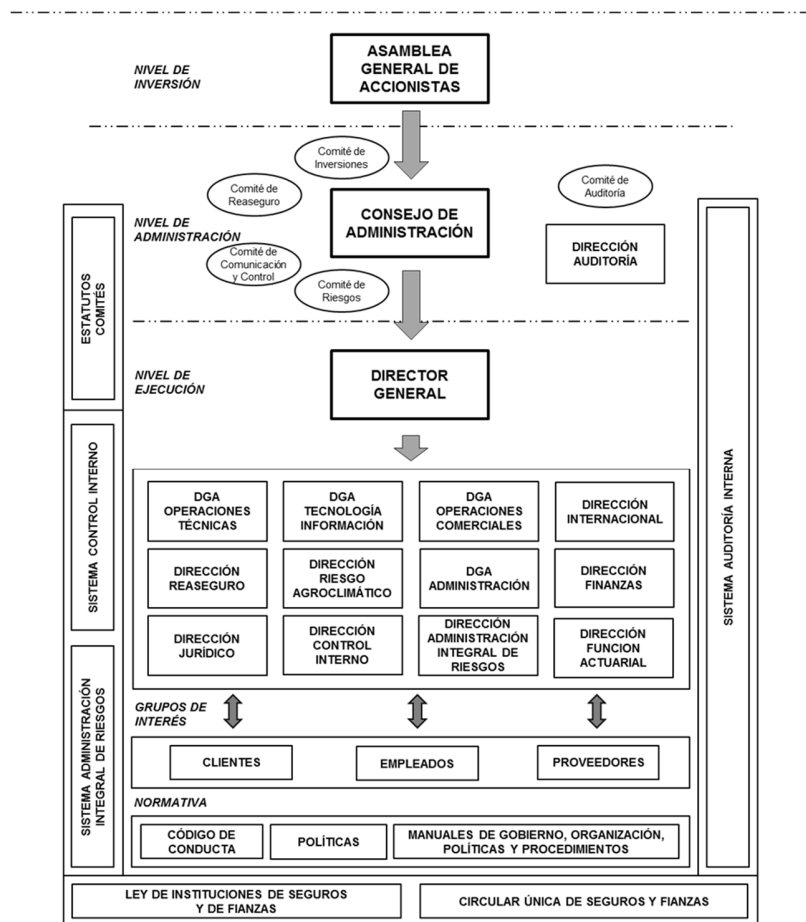 NIVEL DE
INVERSIÓN
ASAMBLEA
GENERAL DE
ACCIONISTAS
Comité de
Inversiones
Comité de
Reaseguro
Comité de
Auditoría
NIVEL DE
ADMINISTRACIÓN
CONSEJO DE
ADMINISTRACIÓN
DIRECCIÓN
AUDITORÍA
Comité de
Comunicación
y Control
Comité de
Riesgos
ESTATUTOS
COMITÉS
NIVEL DE
EJECUCIÓN
DIRECTOR
GENERAL
SISTEMA CONTROL INTERNO
SISTEMA AUDITORÍA INTERNA
DGA
OPERACIONES
TÉCNICAS
DGA
TECNOLOGÍA
INFORMACIÓN
DGA
OPERACIONES
COMERCIALES
DIRECCIÓN
INTERNACIONAL
DIRECCIÓN
REASEGURO
DIRECCIÓN
RIESGO
AGROCLIMÁTICO
DGA
ADMINISTRACIÓN
DIRECCIÓN
FINANZAS
DIRECCIÓN
JURÍDICO
DIRECCIÓN
CONTROL
INTERNO
DIRECCIÓN
ADMINISTRACIÓN
INTEGRAL DE
RIESGOS
DIRECCIÓN
FUNCION
ACTUARIAL
SISTEMA ADMINISTRACIÓN
INTEGRAL DE RIESGOS
GRUPOS DE
INTERÉS
CLIENTES
EMPLEADOS
PROVEEDORES
NORMATIVA
CÓDIGO DE
CONDUCTA
POLÍTICAS
MANUALES DE GOBIERNO, ORGANIZACIÓN,
POLÍTICAS Y PROCEDIMIENTOS
LEY DE INSTITUCIONES DE SEGUROS
Y DE FIANZAS
CIRCULAR ÚNICA DE SEGUROS Y FIANZAS